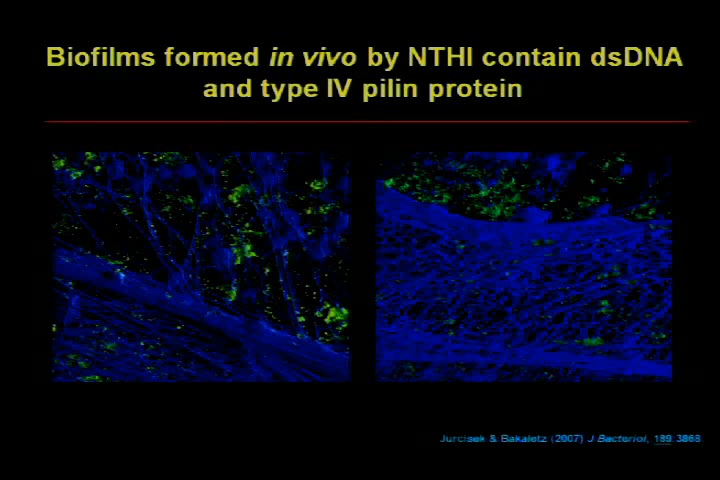 Biofilms formed in vivo by NTHI contain dsDNA
and type IV pilin protein
Jurcisek & Bakaletz (2007) J Bacteriol, 189:3868